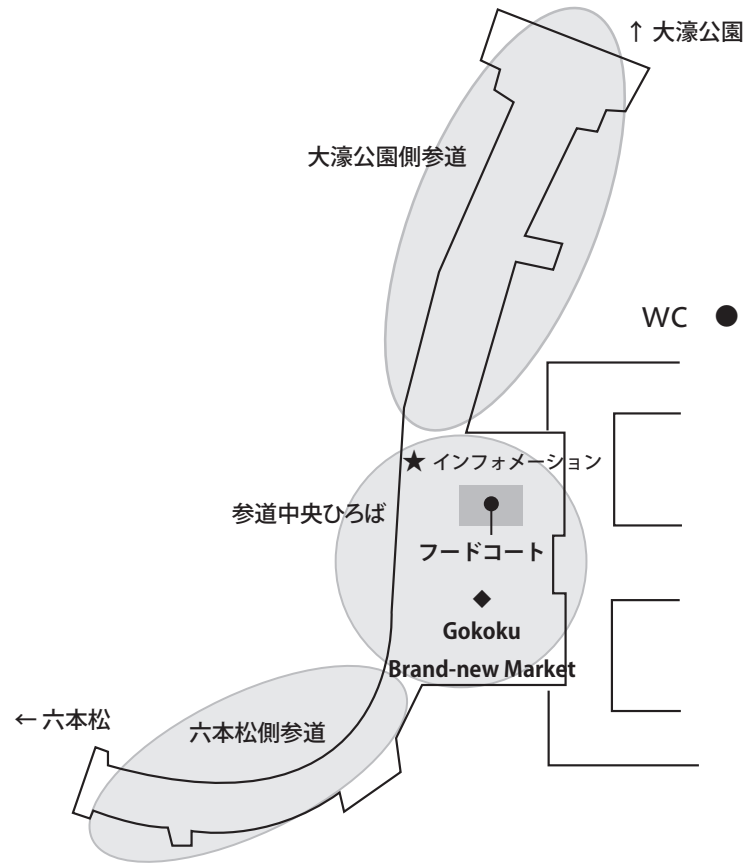 ↑ 大濠公園
大濠公園側参道
WC ●
★ インフォメーション
参道中央ひろば
フードコート
Gokoku
Brand-new Market
← 六本松
六本松側参道